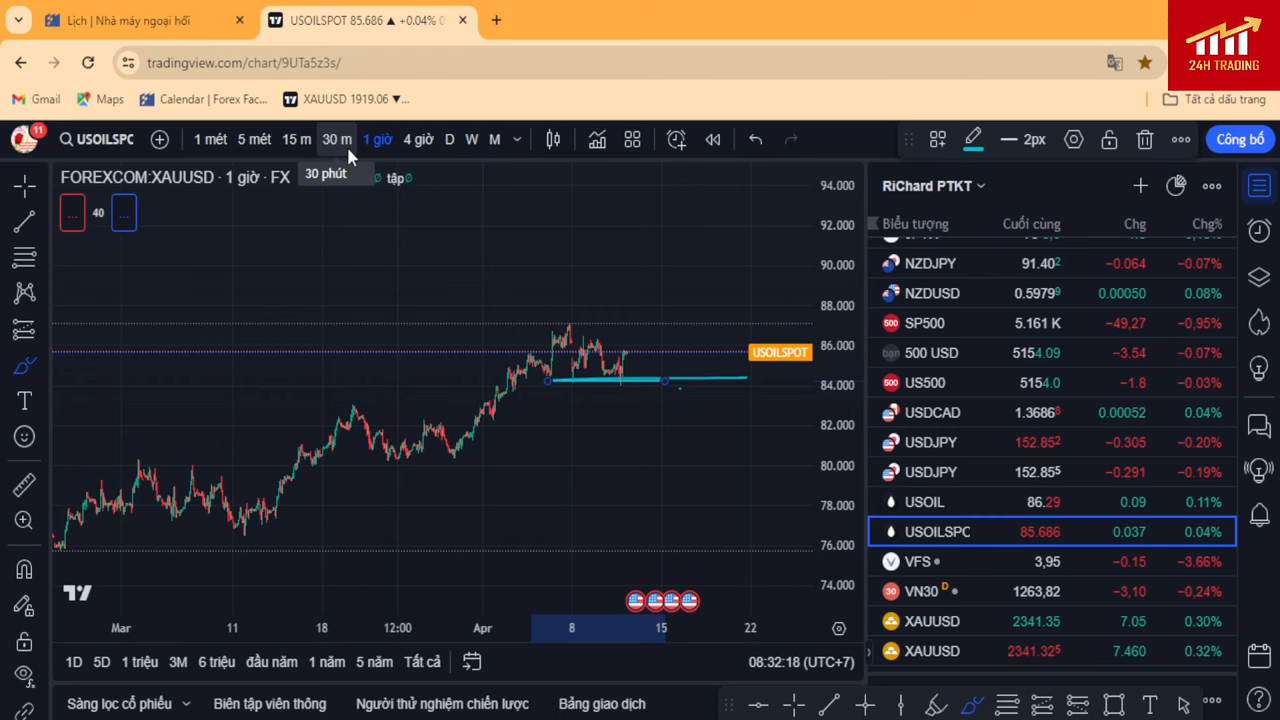 Lịch | Nhà máy ngoại hối
USOILSPOT 85.686 ▲ +0.04%
24H TRADING
tradingview.com/chart/9UTa5z3s/
Gmail
Maps
Calendar | Forex Fac...
XAUUSD 1919.06 ▼...
Tất cả dấu trang
11
USOILSPC
1 mét
5 mét
15 m
30 m
1 giờ
4 giờ
D
W
M
2px
Công bố
30 phút
FOREXCOM:XAUUSD · 1 giờ · FX
tập∅
...
40
...
94.000
92.000
90.000
88.000
86.000
84.000
82.000
80.000
78.000
76.000
74.000
USOILSPOT
Mar
11
18
12:00
Apr
8
15
22
1D
5D
1 triệu
3M
6 triệu
đầu năm
1 năm
5 năm
Tất cả
08:32:18 (UTC+7)
Sàng lọc cổ phiếu
Biên tập viên thông
Người thử nghiệm chiến lược
Bảng giao dịch
RiChard PTKT
Biểu tượng Cuối cùng Chg Chg%
NZDJPY 91.402 −0.064 −0.07%
NZDUSD 0.59799 0.00050 0.08%
500 SP500 5.161 K −49,27 −0,95%
500 USD 5154.09 −3.54 −0.07%
500 US500 5154.0 −1.8 −0.03%
USDCAD 1.36868 0.00052 0.04%
USDJPY 152.852 −0.305 −0.20%
USDJPY 152.855 −0.291 −0.19%
USOIL 86.29 0.09 0.11%
USOILSPC 85.686 0.037 0.04%
VFS 3,95 −0.15 −3.66%
30 VN30 D 1263,82 −3,10 −0,24%
XAUUSD 2341.35 7.05 0.30%
XAUUSD 2341.325 7.460 0.32%